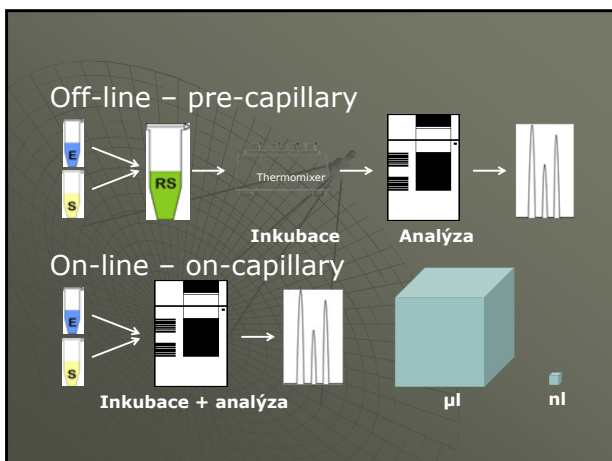 Off-line – pre-capillary
E
S
RS
Thermomixer
Inkubace
Analýza
On-line – on-capillary
E
S
Inkubace + analýza
µl
nl